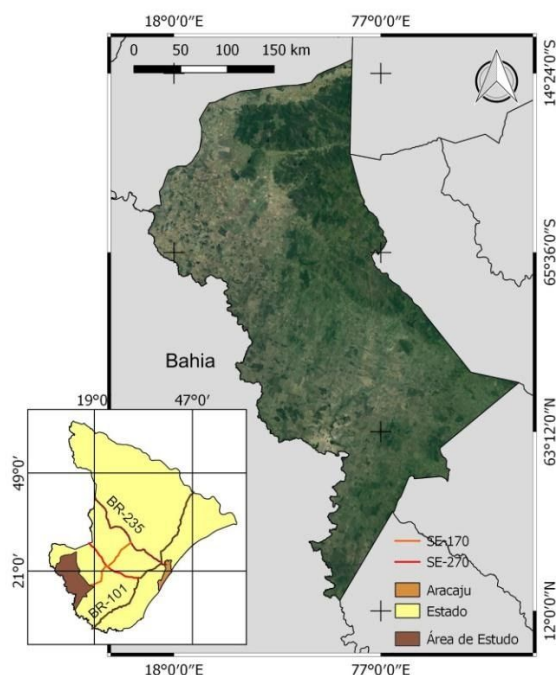 18°0′0″ 77°0′0″
0 50 100 150 km
14°24′0″S
65°36′0″S
Bahia
63°12′0″N
19°0′ 47°0′
49°0′
BR-235
21°0′
BR-101
SE-170
SE-270
Aracaju
Estado
Área de Estudo
12°0′0″N
18°0′0″ 77°0′0″